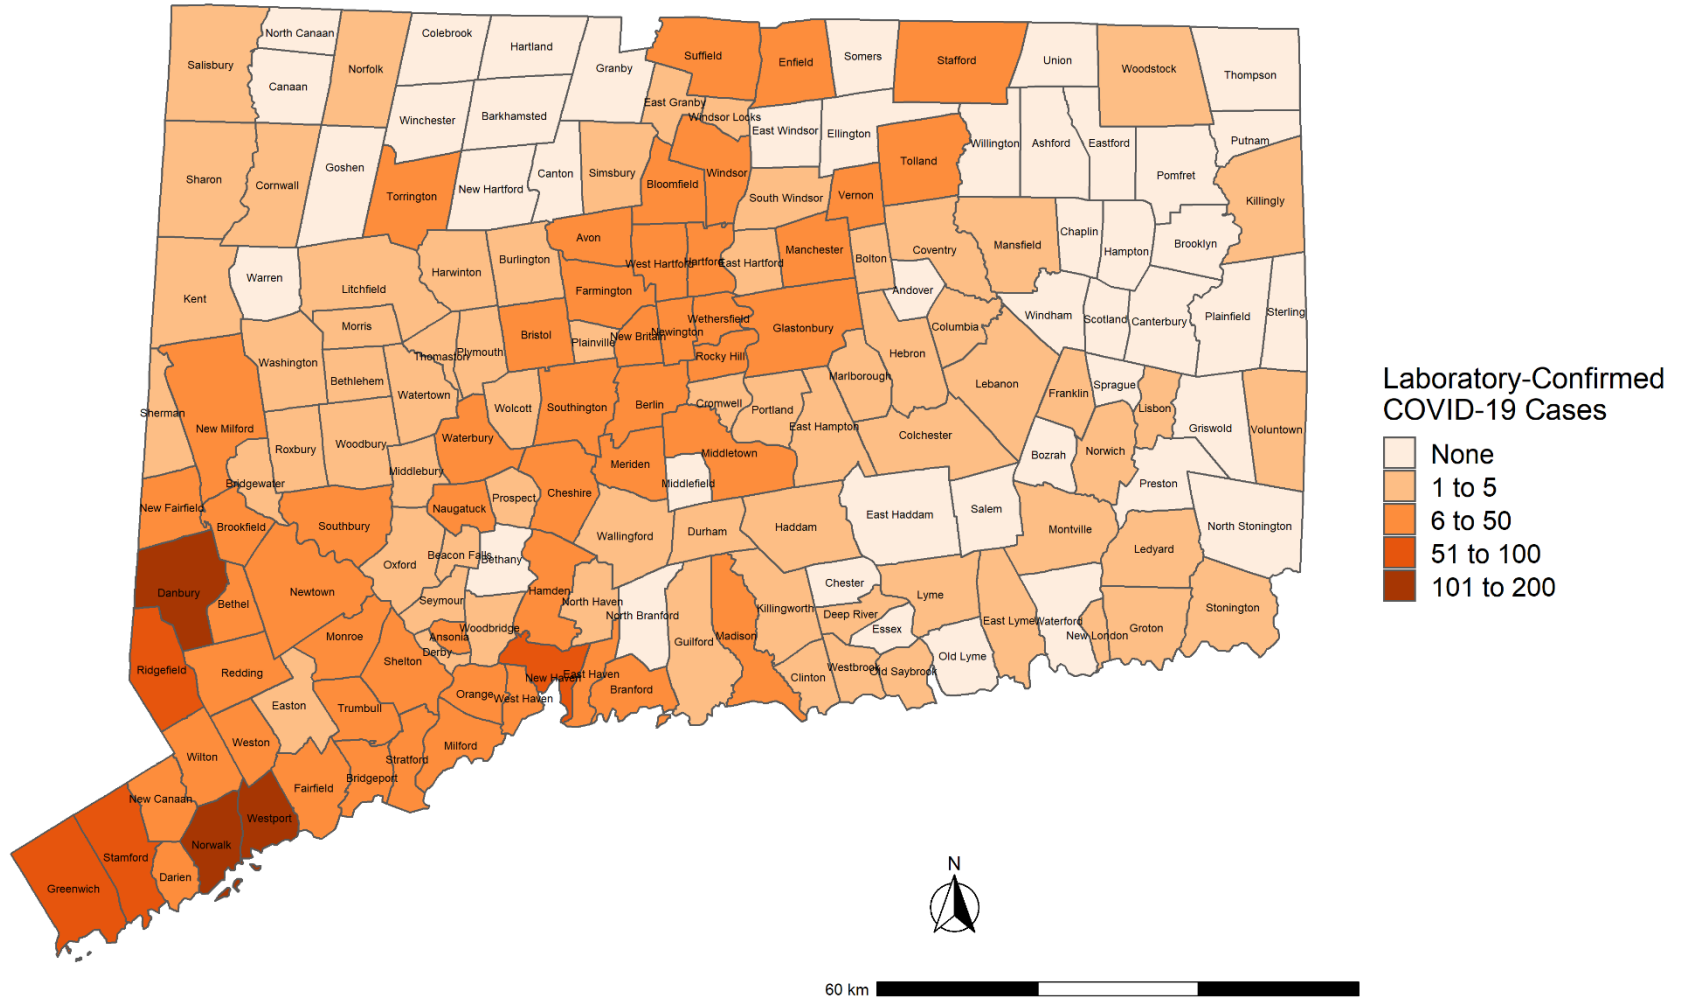 North Canaan
Colebrook
Hartland
Suffield
Enfield
Somers
Stafford
Union
Woodstock
Thompson
Salisbury
Norfolk
Granby
Canaan
East Granby
Windsor Locks
Winchester
Barkhamsted
East Windsor
Ellington
Willington
Ashford
Eastford
Putnam
Goshen
Canton
Simsbury
Tolland
Pomfret
Sharon
Cornwall
Torrington
New Hartford
Bloomfield
Windsor
South Windsor
Vernon
Killingly
Avon
Chaplin
Warren
Harwinton
Burlington
West Hartford
Hartford
East Hartford
Manchester
Bolton
Coventry
Mansfield
Hampton
Brooklyn
Kent
Litchfield
Farmington
Andover
Morris
Bristol
Plainville
New Britain
Newington
Wethersfield
Glastonbury
Columbia
Windham
Scotland
Canterbury
Plainfield
Sterling
Washington
Thomaston
Plymouth
Rocky Hill
Hebron
Bethlehem
Watertown
Marlborough
Lebanon
Franklin
Sprague
Sherman
New Milford
Wolcott
Southington
Berlin
Cromwell
Portland
Lisbon
Roxbury
Woodbury
Waterbury
East Hampton
Colchester
Griswold
Voluntown
Bridgewater
Middlebury
Meriden
Middletown
Bozrah
Norwich
New Fairfield
Brookfield
Southbury
Naugatuck
Prospect
Cheshire
Middlefield
Preston
Wallingford
Durham
Haddam
East Haddam
Salem
Montville
North Stonington
Oxford
Beacon Falls
Bethany
Ledyard
Danbury
Bethel
Newtown
Seymour
Hamden
North Haven
North Branford
Killingworth
Chester
Lyme
Monroe
Ansonia
Woodbridge
Guilford
Madison
Deep River
Essex
East Lyme
Waterford
New London
Groton
Stonington
Ridgefield
Redding
Shelton
Derby
New Haven
East Haven
Clinton
Westbrook
Old Saybrook
Old Lyme
Easton
Trumbull
Orange
West Haven
Branford
Wilton
Weston
Milford
Stratford
New Canaan
Fairfield
Bridgeport
Westport
Norwalk
Stamford
Darien
Greenwich
Laboratory-Confirmed
COVID-19 Cases
None
1 to 5
6 to 50
51 to 100
101 to 200
N
60 km